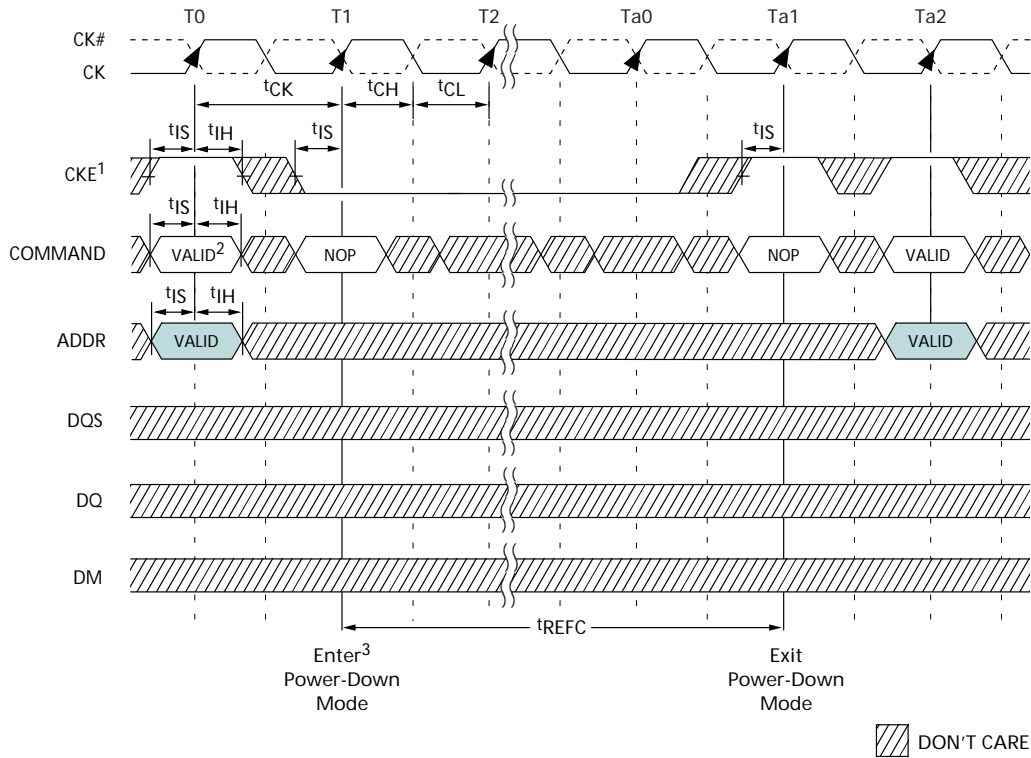 T0 T1 T2 Ta0 Ta1 Ta2
CK#
CK
tCK tCH tCL
tIS tIH tIS tIS
CKE1
tIS tIH
COMMAND VALID2 NOP NOP VALID
tIS tIH
ADDR VALID VALID
DQS
DQ
DM
tREFC
Enter3 Exit
Power-Down Power-Down
Mode Mode
DON'T CARE